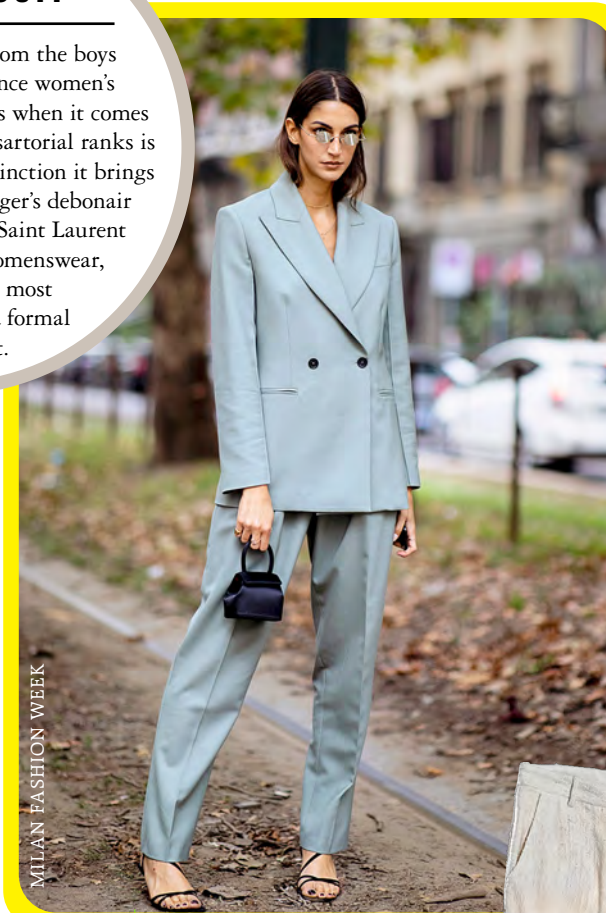 om the boys
nce women's
s when it comes
sartorial ranks is
inction it brings
ger's debonair
Saint Laurent
omenswear,
most
formal
t.
MILAN FASHION WEEK